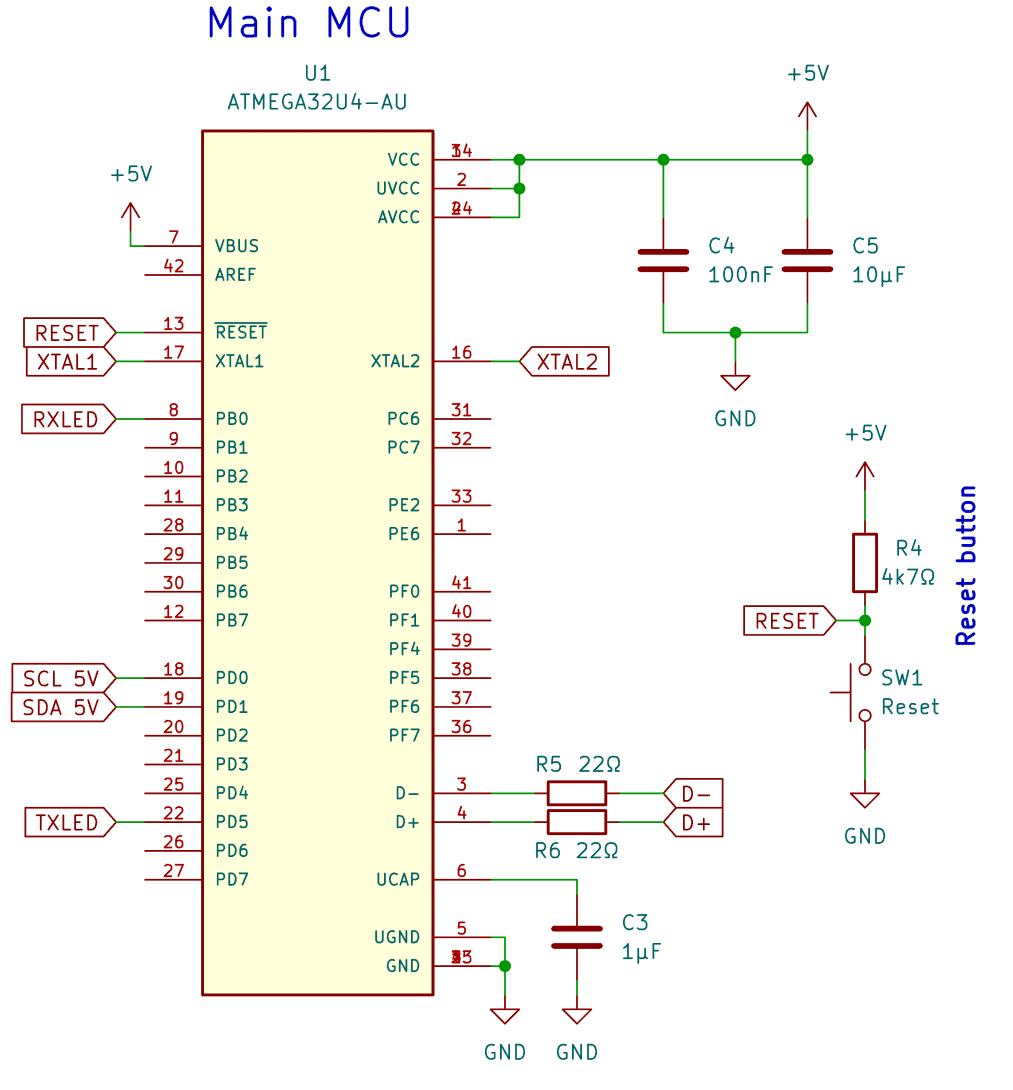 Main MCU
U1
ATMEGA32U4-AU
+5V
+5V
VCC
UVCC 2
AVCC
7 VBUS
42 AREF
C4
100nF
C5
10µF
RESET 13 RESET
XTAL1 17 XTAL1
XTAL2 16 XTAL2
GND
RXLED 8 PB0
9 PB1
10 PB2
11 PB3
28 PB4
29 PB5
30 PB6
12 PB7
PC6 31
PC7 32
PE2 33
PE6 1
PF0 41
PF1 40
PF4 39
PF5 38
PF6 37
PF7 36
+5V
R4
4k7Ω
Reset button
RESET
SW1
Reset
GND
SCL 5V 18 PD0
SDA 5V 19 PD1
20 PD2
21 PD3
25 PD4
TXLED 22 PD5
26 PD6
27 PD7
R5 22Ω
D- 3 D-
D+ 4 D+
R6 22Ω
UCAP 6
C3
1µF
UGND 5
GND
GND
GND